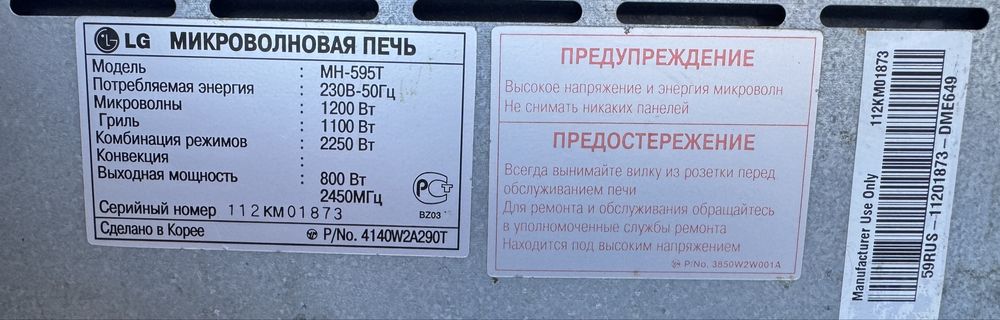 LG МИКРОВОЛНОВАЯ ПЕЧЬ
Модель : MH-595T
Потребляемая энергия : 230В-50Гц
Микроволны : 1200 Вт
Гриль : 1100 Вт
Комбинация режимов : 2250 Вт
Конвекция :
Выходная мощность : 800 Вт
2450МГц
PCT
BZ03
Серийный номер 112KM01873
Сделано в Корее P/No. 4140W2A290T
ПРЕДУПРЕЖДЕНИЕ
Высокое напряжение и энергия микроволн
Не снимать никаких панелей
ПРЕДОСТЕРЕЖЕНИЕ
Всегда вынимайте вилку из розетки перед
обслуживанием печи
Для ремонта и обслуживания обращайтесь
в уполномоченные службы ремонта
Находится под высоким напряжением
P/No. 3850W2W001A
Manufacturer Use Only
112KM01873
59RUS-11201873-DME649